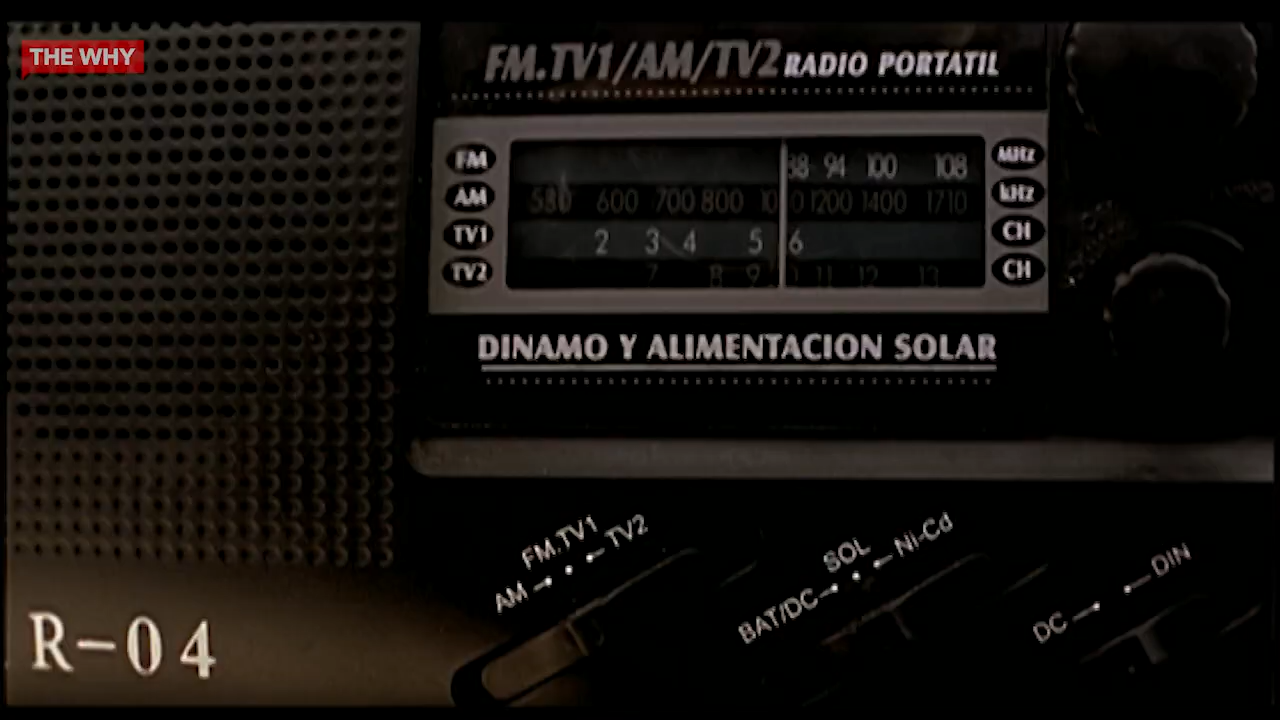 THE WHY
FM.TV1/AM/TV2 RADIO PORTATIL
FM 88 94 100 108 MHz
AM 530 600 700 800 1200 1400 1710 kHz
TV1 2 3 4 5 6 CH
TV2 7 8 9 11 12 13 CH
DINAMO Y ALIMENTACION SOLAR
AM FM.TV1 TV2
BAT/DC SOL Ni-Cd
DC DIN
R-04